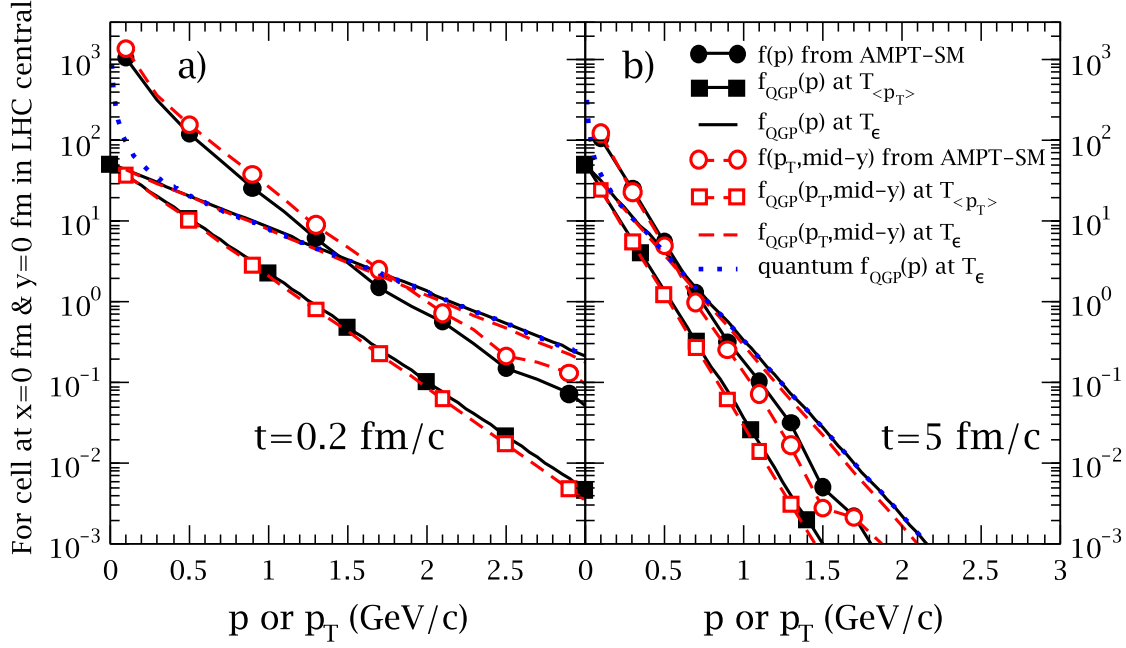 For cell at x=0 fm & y=0 fm in LHC central
10³
10²
10¹
10⁰
10⁻¹
10⁻²
10⁻³
a)
t=0.2 fm/c
0 0.5 1 1.5 2 2.5
p or p_T (GeV/c)
b)
f(p) from AMPT-SM
f_QGP(p) at T_<p_T>
f_QGP(p) at T_ϵ
f(p_T,mid-y) from AMPT-SM
f_QGP(p_T,mid-y) at T_<p_T>
f_QGP(p_T,mid-y) at T_ϵ
quantum f_QGP(p) at T_ϵ
t=5 fm/c
10³
10²
10¹
10⁰
10⁻¹
10⁻²
10⁻³
0 0.5 1 1.5 2 2.5 3
p or p_T (GeV/c)